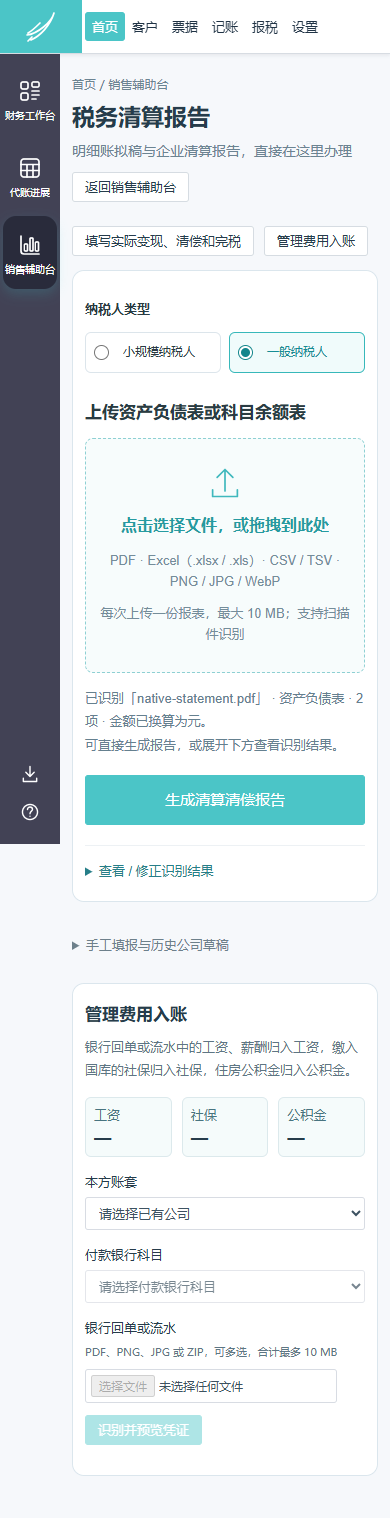 首页 客户 票据 记账 报税 设置
财务工作台
代账进展
销售辅助台
首页 / 销售辅助台
税务清算报告
明细账拟稿与企业清算报告，直接在这里办理
返回销售辅助台
填写实际变现、清偿和完税 管理费用入账
纳税人类型
小规模纳税人 一般纳税人
上传资产负债表或科目余额表
点击选择文件，或拖拽到此处
PDF · Excel（.xlsx / .xls）· CSV / TSV ·
PNG / JPG / WebP
每次上传一份报表，最大 10 MB；支持扫描
件识别
已识别「native-statement.pdf」 · 资产负债表 · 2
项 · 金额已换算为元。
可直接生成报告，或展开下方查看识别结果。
生成清算清偿报告
查看 / 修正识别结果
手工填报与历史公司草稿
管理费用入账
银行回单或流水中的工资、薪酬归入工资，缴入
国库的社保归入社保，住房公积金归入公积金。
工资 社保 公积金
— — —
本方账套
请选择已有公司
付款银行科目
请选择付款银行科目
银行回单或流水
PDF、PNG、JPG 或 ZIP，可多选，合计最多 10 MB
选择文件 未选择任何文件
识别并预览凭证